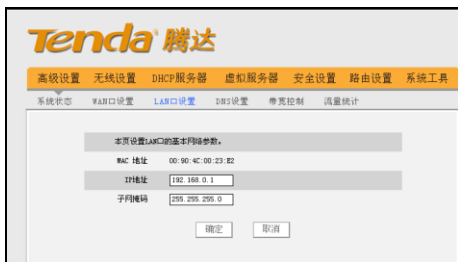 Tenda 腾达
高级设置 无线设置 DHCP服务器 虚拟服务器 安全设置 路由设置 系统工具
系统状态 WAN口设置 LAN口设置 DNS设置 带宽控制 流量统计
本页设置LAN口的基本网络参数。
MAC 地址 00:90:4C:00:23:E2
IP地址 192.168.0.1
子网掩码 255.255.255.0
确定 取消